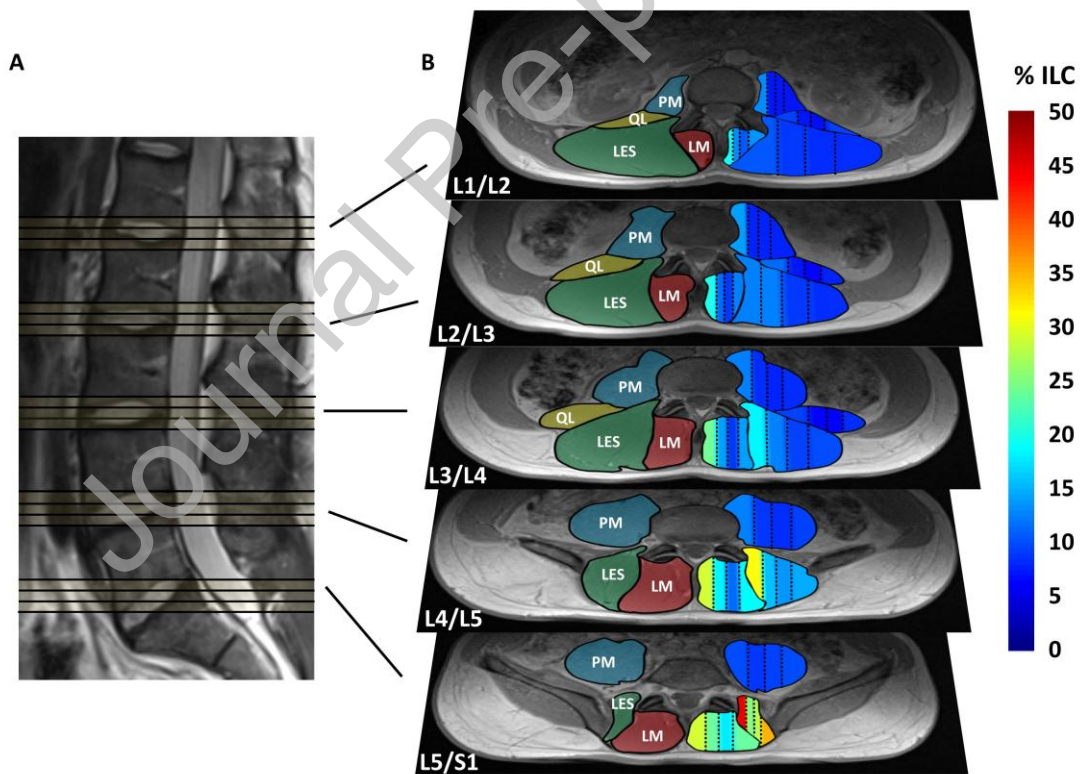 A
B
% ILC
Journal Pre-p
PM
QL
LES
LM
L1/L2
PM
QL
LES
LM
L2/L3
PM
QL
LES
LM
L3/L4
PM
LES
LM
L4/L5
PM
LES
LM
L5/S1
50
45
40
35
30
25
20
15
10
5
0